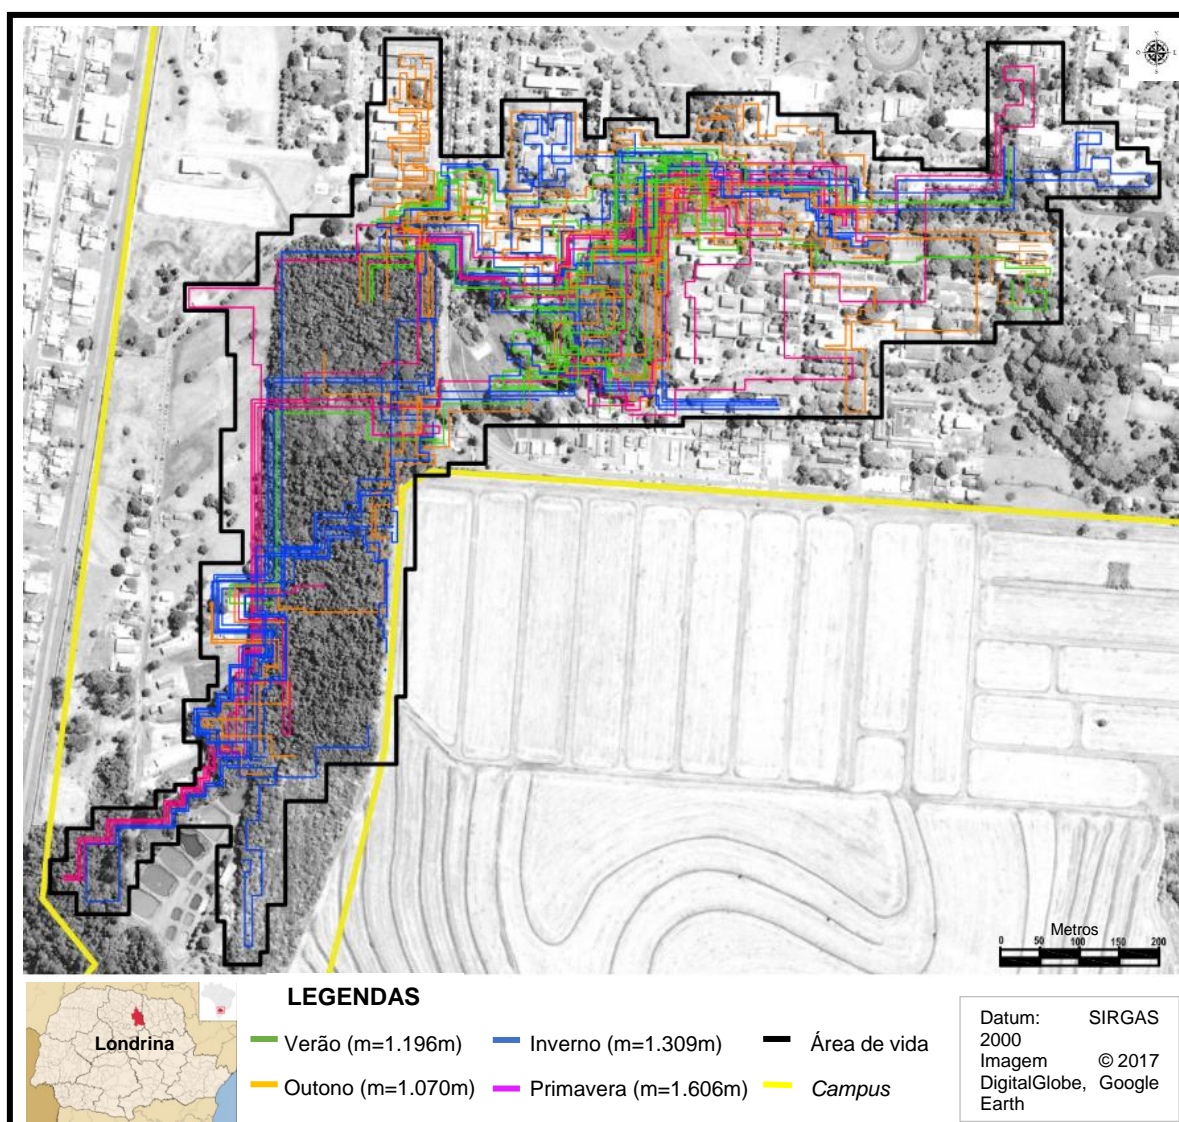 N
O
E
S
Metros
0 50 100 150 200
LEGENDAS
Londrina
Verão (m=1.196m)
Inverno (m=1.309m)
Área de vida
Outono (m=1.070m)
Primavera (m=1.606m)
Campus
Datum: SIRGAS
2000
Imagem © 2017
DigitalGlobe, Google
Earth